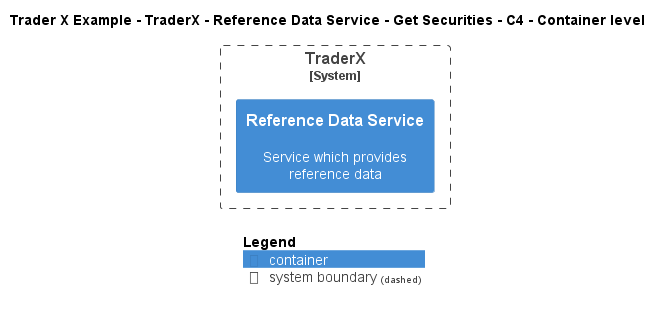 Trader X Example - TraderX - Reference Data Service - Get Securities - C4 - Container level
TraderX
[System]
Reference Data Service
Service which provides
reference data
Legend
container
system boundary (dashed)